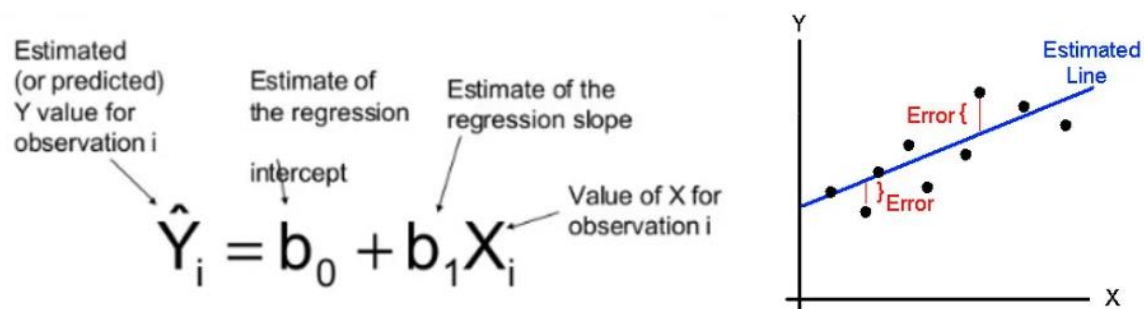 Estimated
(or predicted)
Y value for
observation i
Estimate of
the regression
intercept
Estimate of the
regression slope
Value of X for
observation i
Ŷᵢ = b₀ + b₁Xᵢ
Y
Estimated
Line
Error {
} Error
X